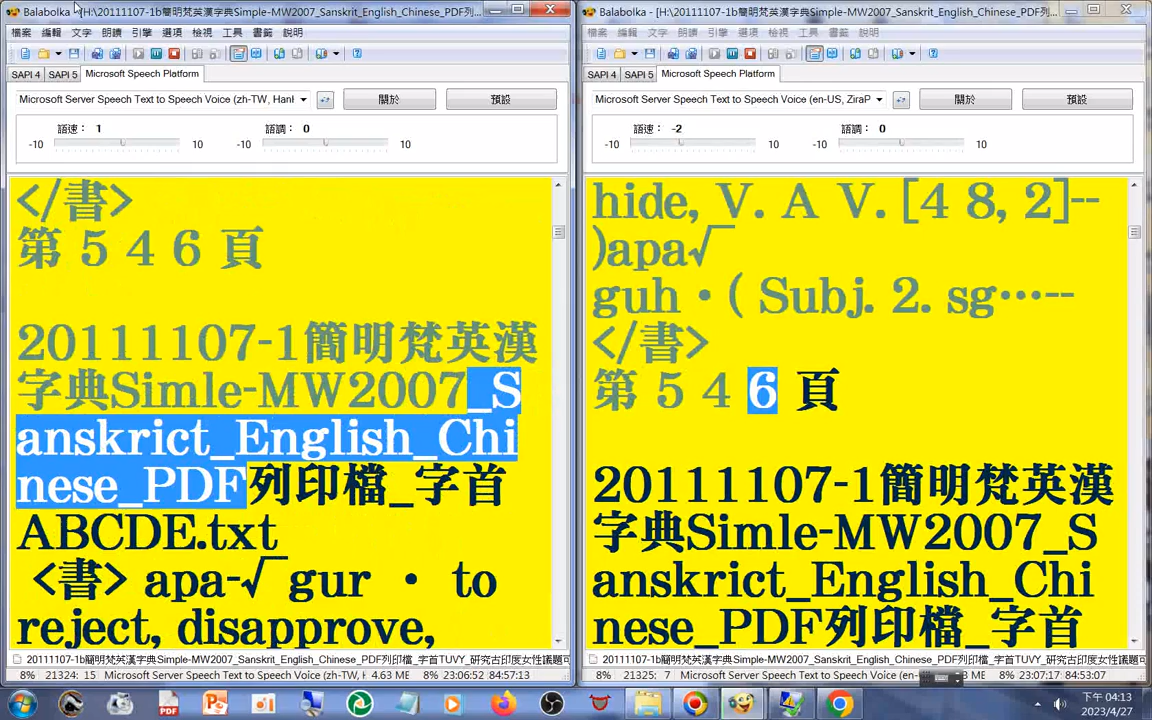 Balabolka - [H:\20111107-1b簡明梵英漢字典Simple-MW2007_Sanskrit_English_Chinese_PDF列...
檔案 編輯 文字 朗讀 引擎 選項 檢視 工具 書籤 說明
SAPI 4 SAPI 5 Microsoft Speech Platform
Microsoft Server Speech Text to Speech Voice (zh-TW, HanH 關於 預設
語速： 1 語調： 0
-10 10 -10 10
</書>
第 5 4 6 頁
20111107-1簡明梵英漢
字典Simle-MW2007_S
anskrict_English_Chi
nese_PDF列印檔_字首
ABCDE.txt
<書> apa-√ gur • to
reject, disapprove,
20111107-1b簡明梵英漢字典Simple-MW2007_Sanskrit_English_Chinese_PDF列印檔_字首TUVY_研究古印度女性議題可
8% 21324: 15 Microsoft Server Speech Text to Speech Voice (zh-TW, H 4.63 ME 8% 23:06:52 84:57:13
Balabolka - [H:\20111107-1b簡明梵英漢字典Simple-MW2007_Sanskrit_English_Chinese_PDF列...
檔案 編輯 文字 朗讀 引擎 選項 檢視 工具 書籤 說明
SAPI 4 SAPI 5 Microsoft Speech Platform
Microsoft Server Speech Text to Speech Voice (en-US, ZiraP 關於 預設
語速： -2 語調： 0
-10 10 -10 10
hide, V. A V. [4 8, 2]--
)apa√
guh • ( Subj. 2. sg…--
</書>
第 5 4 6 頁
20111107-1簡明梵英漢
字典Simle-MW2007_S
anskrict_English_Chi
nese_PDF列印檔_字首
20111107-1b簡明梵英漢字典Simple-MW2007_Sanskrit_English_Chinese_PDF列印檔_字首TUVY_研究古印度女性議題可
8% 21325: 7 Microsoft Server Speech Text to Speech Voice ME 8% 23:07:17 84:53:07
下午 04:13
2023/4/27